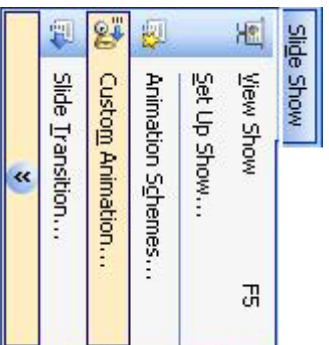 Slide Show
View Show F5
Set Up Show...
Animation Schemes...
Custom Animation...
Slide Transition...